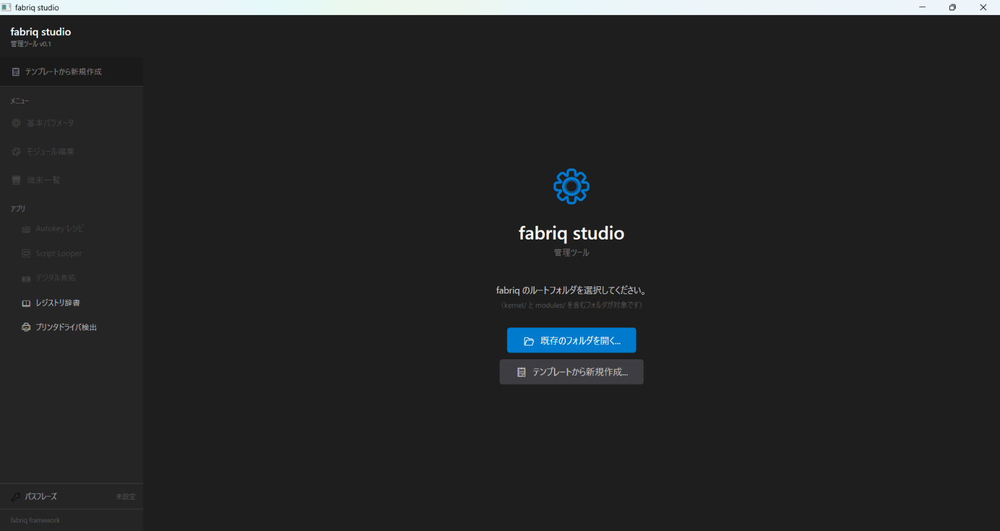 fabriq studio
fabriq studio
管理ツール v0.1
テンプレートから新規作成
メニュー
基本パラメータ
モジュール編集
端末一覧
アプリ
Autokey レシピ
Script Looper
デジタル魚拓
レジストリ辞書
プリンタドライバ検出
パスフレーズ 未設定
fabriq framework
fabriq studio
管理ツール
fabriq のルートフォルダを選択してください。
（kernel/ と modules/ を含むフォルダが対象です）
既存のフォルダを開く...
テンプレートから新規作成...